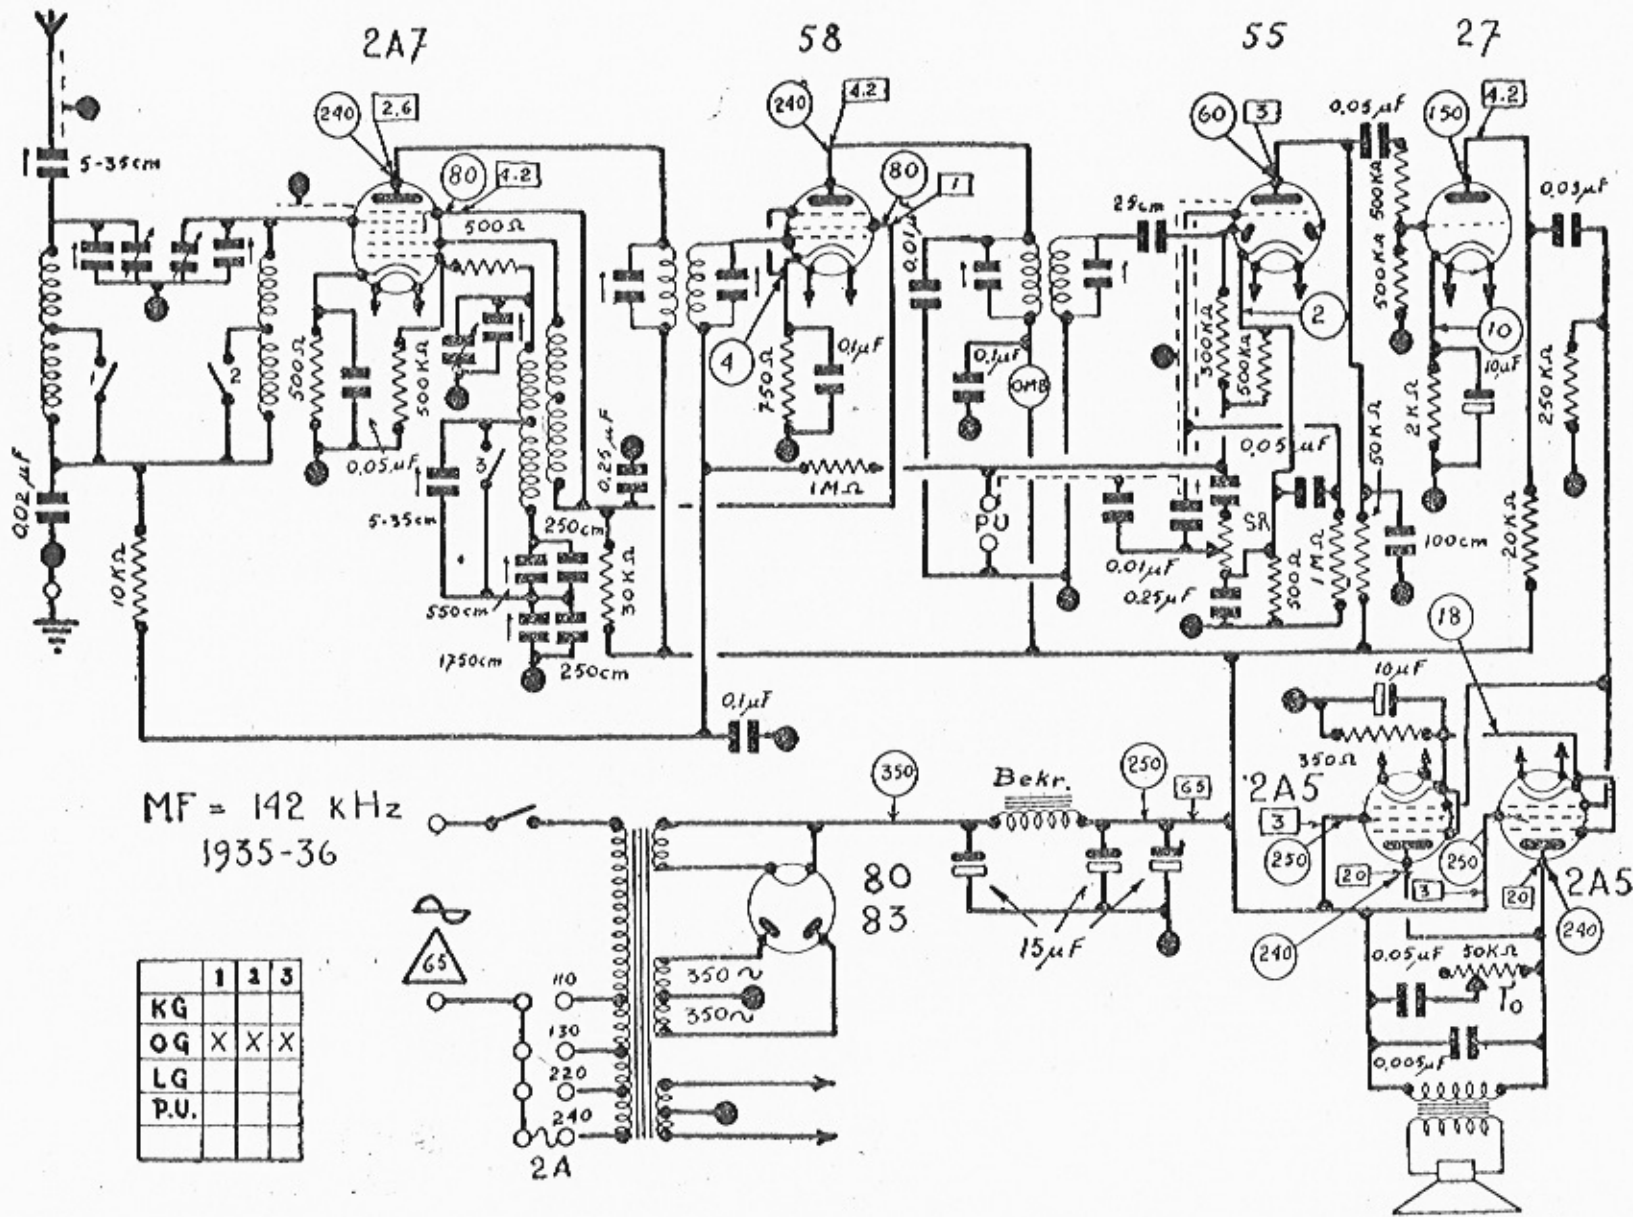 2A7
58
55
27
240
2.6
80
4.2
240
4.2
80
1
60
3
0.05µF
150
4.2
5-35cm
500Ω
0.01µF
25cm
500KΩ
500KΩ
0.03µF
500Ω
500KΩ
1
2
4
750Ω
0.1µF
0.1µF
OMB
300KΩ
500KΩ
2
10
10µF
2KΩ
250KΩ
0.02µF
10KΩ
0.05µF
3
5-35cm
0.25µF
1MΩ
PU
0.05µF
50KΩ
SR
250cm
550cm
1750cm
250cm
30KΩ
0.01µF
0.25µF
500Ω
1MΩ
100cm
20KΩ
18
0.1µF
10µF
350Ω
MF = 142 KHz
1935-36
350
Bekr.
250
65
2A5
3
250
20
240
250
3
20
240
2A5
80
83
15µF
65
110
130
220
240
2A
350~
350~
0.05µF
50KΩ
To
0.005µF
1 2 3
KG
OG X X X
LG
P.U.